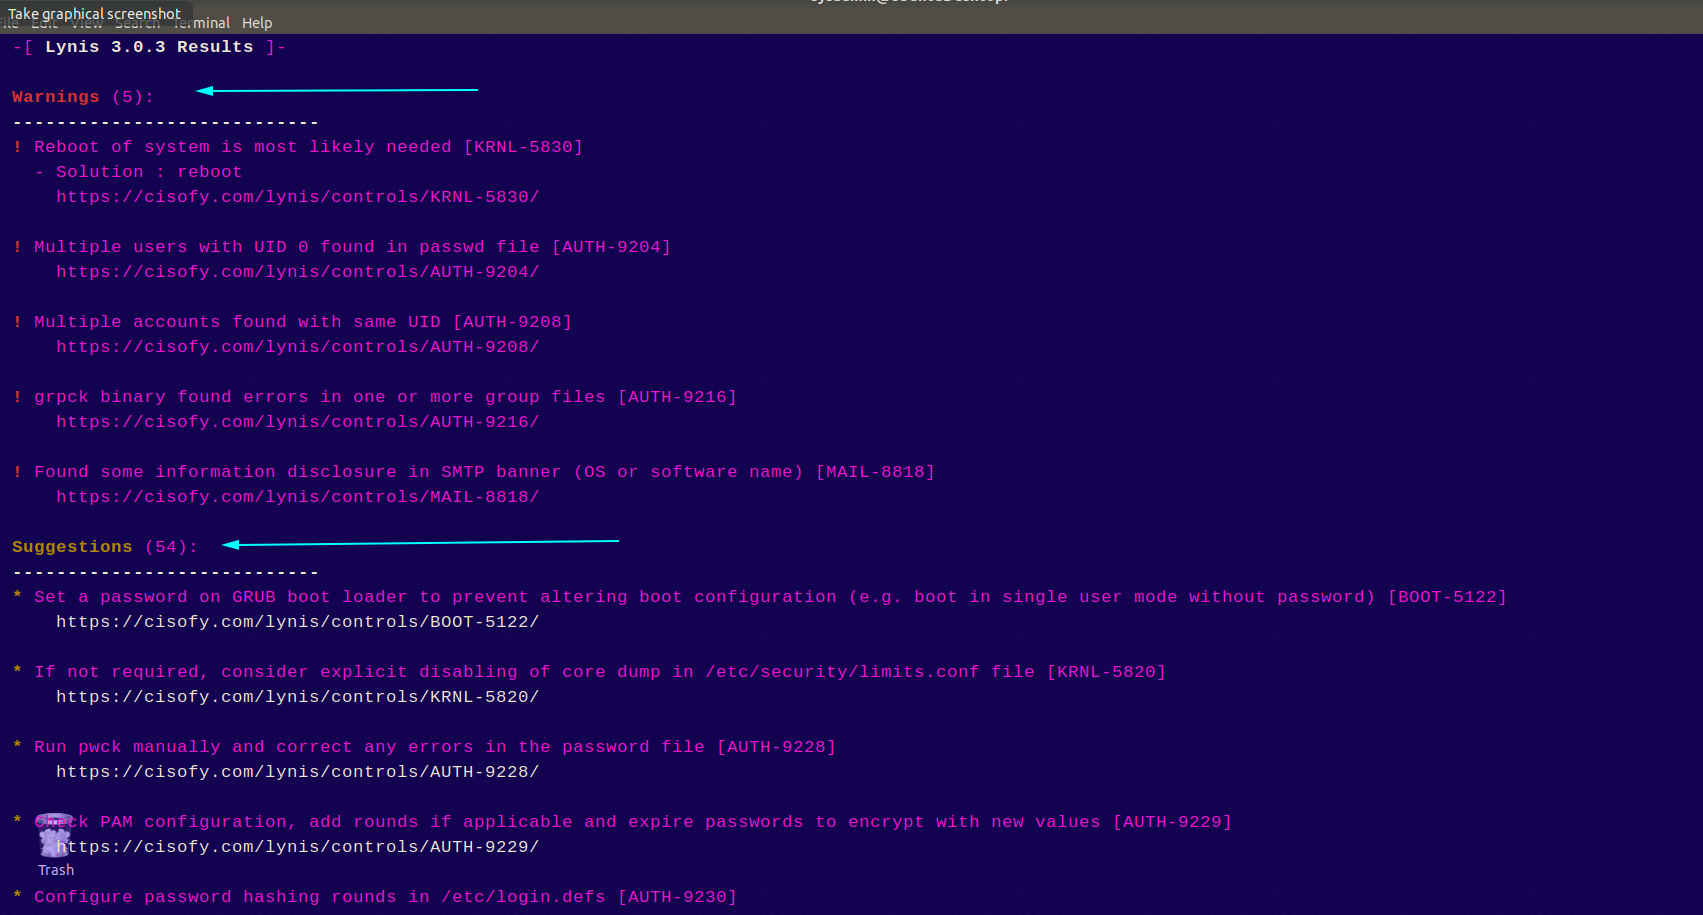 Take graphical screenshot
File Edit View Search Terminal Help
-[ Lynis 3.0.3 Results ]-
Warnings (5):
----------------------------
! Reboot of system is most likely needed [KRNL-5830]
- Solution : reboot
https://cisofy.com/lynis/controls/KRNL-5830/
! Multiple users with UID 0 found in passwd file [AUTH-9204]
https://cisofy.com/lynis/controls/AUTH-9204/
! Multiple accounts found with same UID [AUTH-9208]
https://cisofy.com/lynis/controls/AUTH-9208/
! grpck binary found errors in one or more group files [AUTH-9216]
https://cisofy.com/lynis/controls/AUTH-9216/
! Found some information disclosure in SMTP banner (OS or software name) [MAIL-8818]
https://cisofy.com/lynis/controls/MAIL-8818/
Suggestions (54):
----------------------------
* Set a password on GRUB boot loader to prevent altering boot configuration (e.g. boot in single user mode without password) [BOOT-5122]
https://cisofy.com/lynis/controls/BOOT-5122/
* If not required, consider explicit disabling of core dump in /etc/security/limits.conf file [KRNL-5820]
https://cisofy.com/lynis/controls/KRNL-5820/
* Run pwck manually and correct any errors in the password file [AUTH-9228]
https://cisofy.com/lynis/controls/AUTH-9228/
* Check PAM configuration, add rounds if applicable and expire passwords to encrypt with new values [AUTH-9229]
https://cisofy.com/lynis/controls/AUTH-9229/
Trash
* Configure password hashing rounds in /etc/login.defs [AUTH-9230]